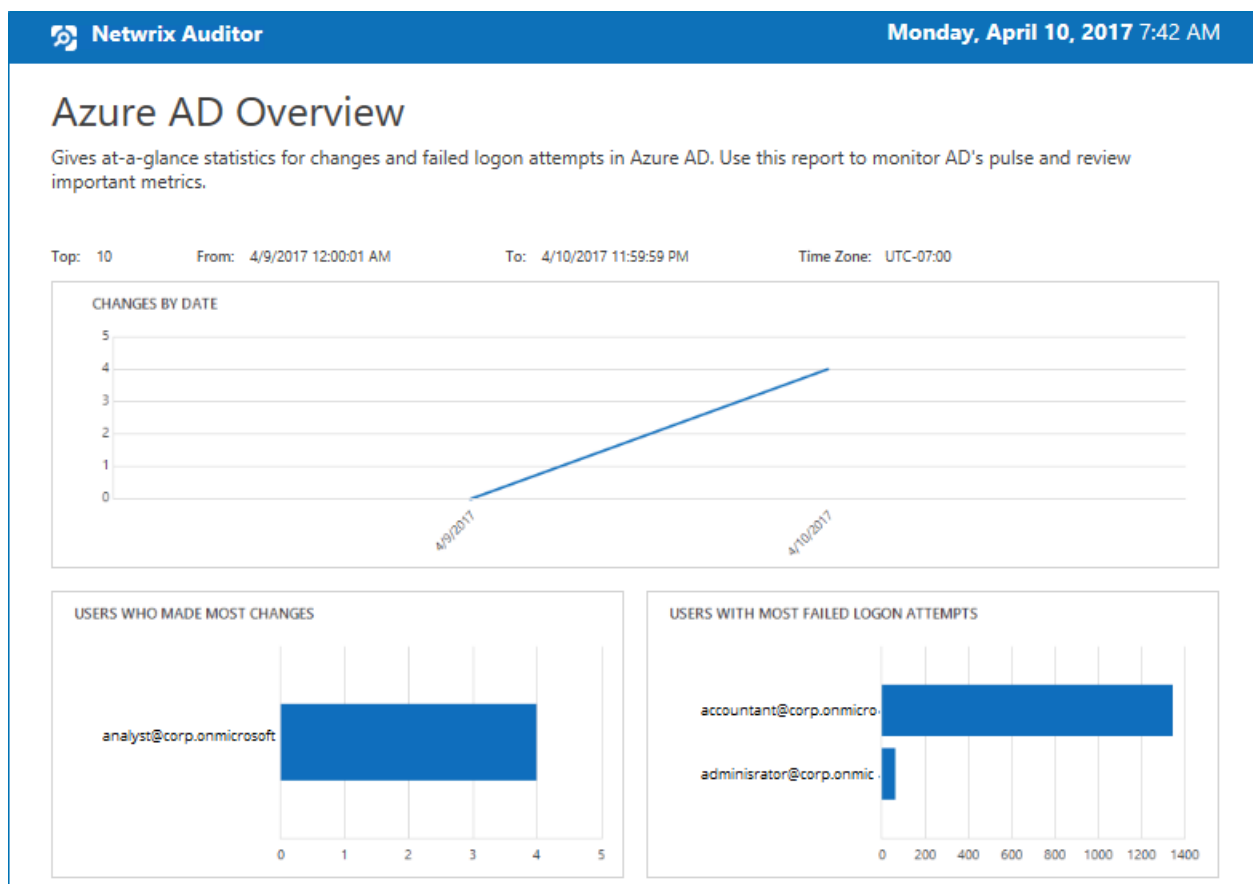 Netwrix Auditor
Monday, April 10, 2017 7:42 AM
Azure AD Overview
Gives at-a-glance statistics for changes and failed logon attempts in Azure AD. Use this report to monitor AD's pulse and review
important metrics.
Top: 10 From: 4/9/2017 12:00:01 AM To: 4/10/2017 11:59:59 PM Time Zone: UTC-07:00
CHANGES BY DATE
5
4
3
2
1
0
4/9/2017 4/10/2017
USERS WHO MADE MOST CHANGES
analyst@corp.onmicrosoft
0 1 2 3 4 5
USERS WITH MOST FAILED LOGON ATTEMPTS
accountant@corp.onmicro
adminisrator@corp.onmic
0 200 400 600 800 1000 1200 1400